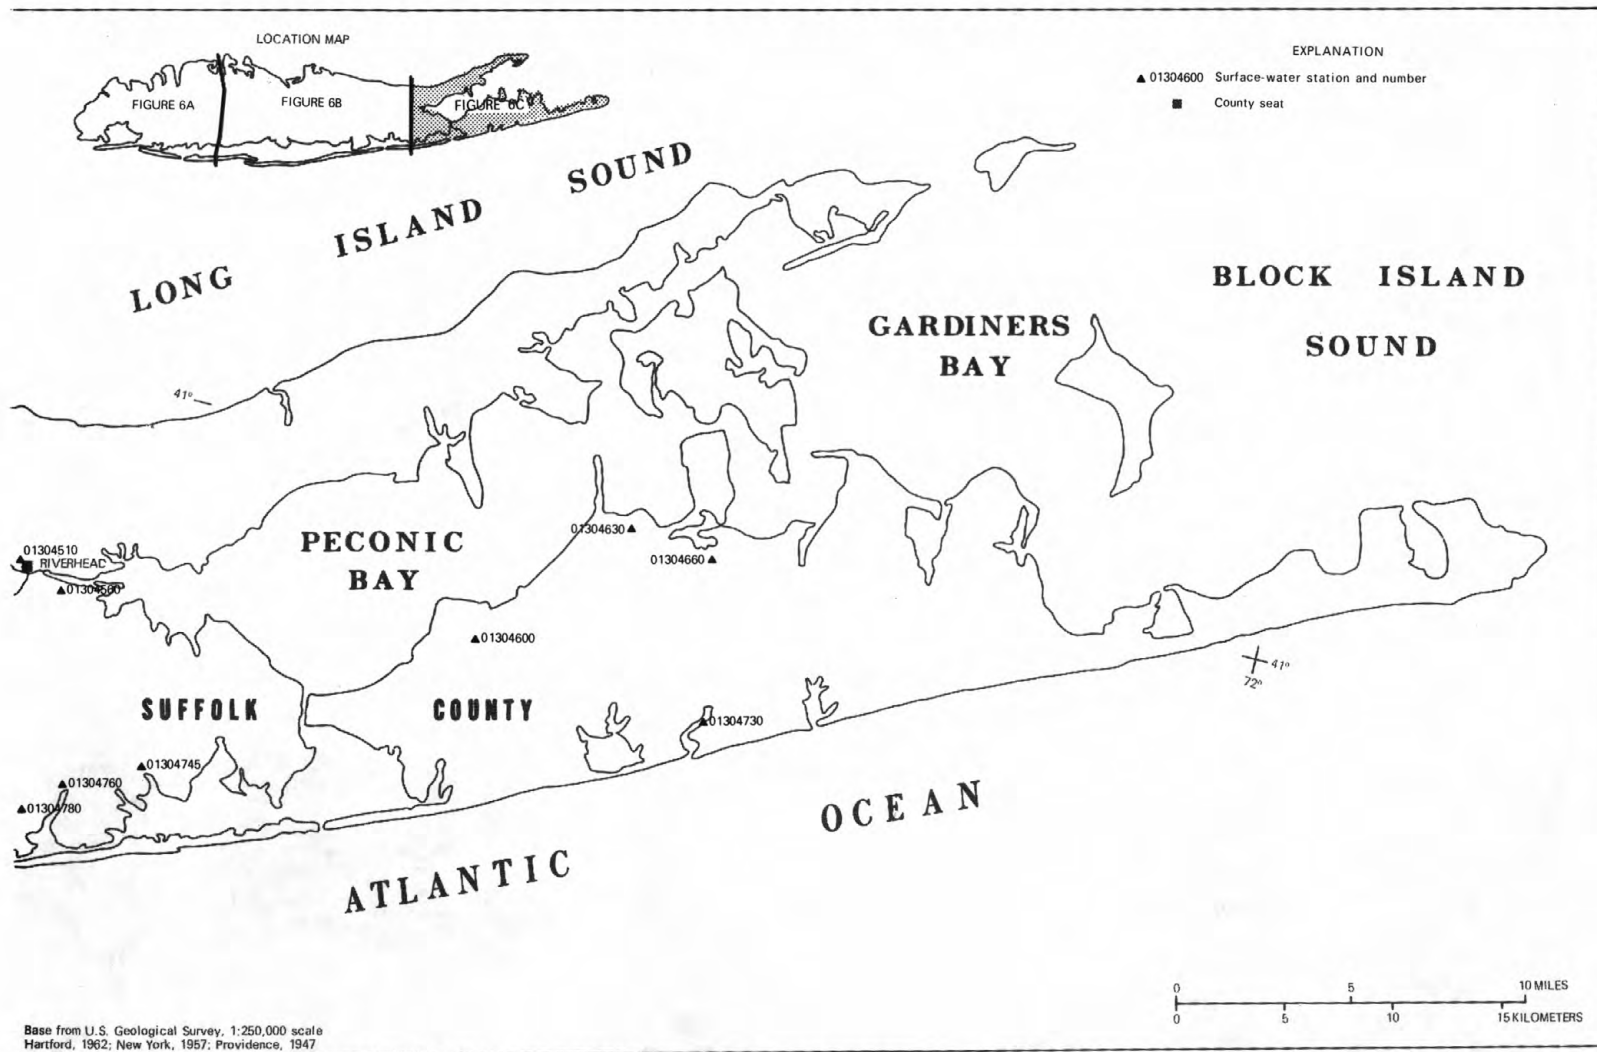 LOCATION MAP
FIGURE 6A
FIGURE 6B
FIGURE 6C
EXPLANATION
▲ 01304600 Surface-water station and number
■ County seat
LONG ISLAND SOUND
BLOCK ISLAND
SOUND
GARDINERS
BAY
41°
PECONIC
BAY
01304510
RIVERHEAD
01304560
01304630
01304660
01304600
41°
72°
SUFFOLK COUNTY
01304730
01304745
01304760
01304780
ATLANTIC OCEAN
0 5 10 MILES
0 5 10 15 KILOMETERS
Base from U.S. Geological Survey, 1:250,000 scale
Hartford, 1962; New York, 1957; Providence, 1947